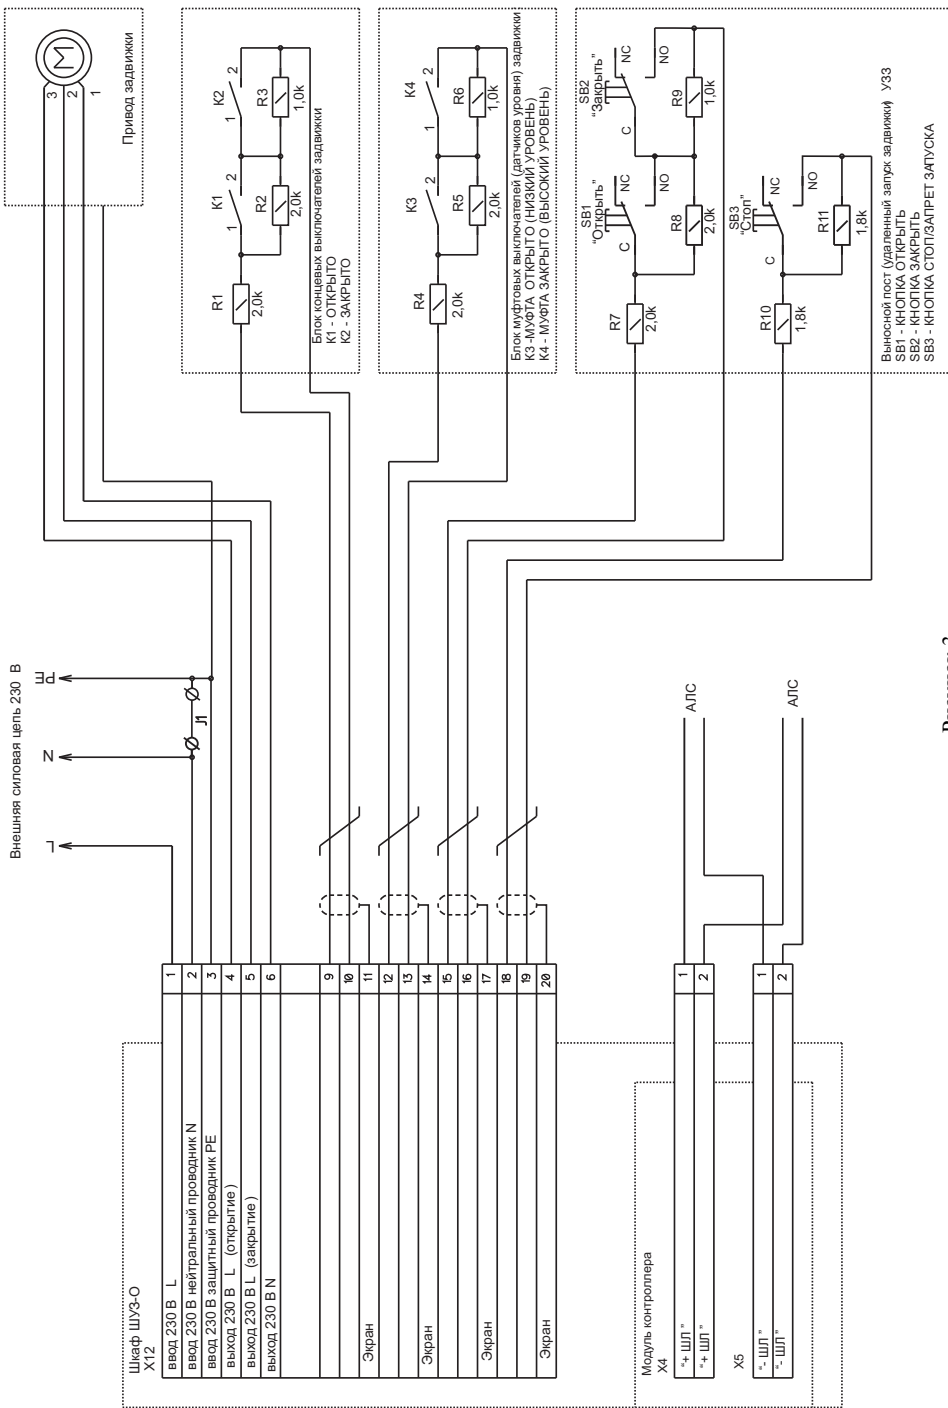 Шкаф ШУЗ-О
X12
ввод 230 В L 1
ввод 230 В нейтральный проводник N 2
ввод 230 В защитный проводник PE 3
выход 230 В L (открытие) 4
выход 230 В L (закрытие) 5
выход 230 В N 6
9
10
Экран 11
12
13
Экран 14
15
16
Экран 17
18
19
Экран 20
Модуль контроллера
X4
"+ ШЛ" 1
"+ ШЛ" 2
X5
"- ШЛ" 1
"- ШЛ" 2
АЛС
АЛС
Внешняя силовая цепь 230 В
L
N
PE
J1
Привод задвижки
M
3
2
1
K1
1
2
K2
1
2
R1
2,0k
R2
2,0k
R3
1,0k
Блок концевых выключателей задвижки
K1 - ОТКРЫТО
K2 - ЗАКРЫТО
K3
1
2
K4
1
2
R4
2,0k
R5
2,0k
R6
1,0k
Блок муфтовых выключателей (датчиков уровня) задвижки
K3 -МУФТА ОТКРЫТО (НИЗКИЙ УРОВЕНЬ)
K4 - МУФТА ЗАКРЫТО (ВЫСОКИЙ УРОВЕНЬ)
SB1
"Открыть"
C
NC
NO
SB2
"Закрыть"
C
NC
NO
R7
2,0k
R8
2,0k
R9
1,0k
SB3
"Стоп"
C
NC
NO
R10
1,8k
R11
1,8k
Выносной пост (удаленный запуск задвижки) УЗЗ
SB1 - КНОПКА ОТКРЫТЬ
SB2 - КНОПКА ЗАКРЫТЬ
SB3 - КНОПКА СТОП/ЗАПРЕТ ЗАПУСКА